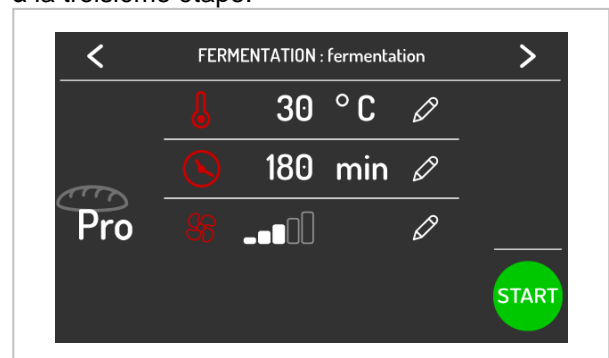 à la troisième étape.
FERMENTATION : fermentation
30 °C
180 min
Pro
START